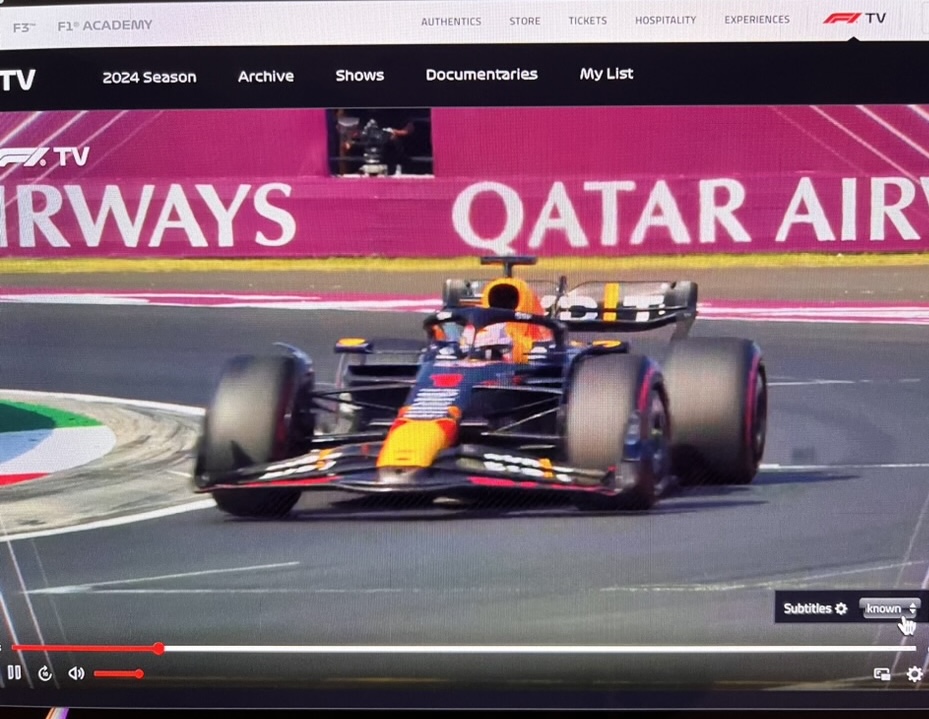 F3™ F1® ACADEMY AUTHENTICS STORE TICKETS HOSPITALITY EXPERIENCES F1 TV
TV 2024 Season Archive Shows Documentaries My List
F1 TV
IRWAYS QATAR AIRW
Subtitles known